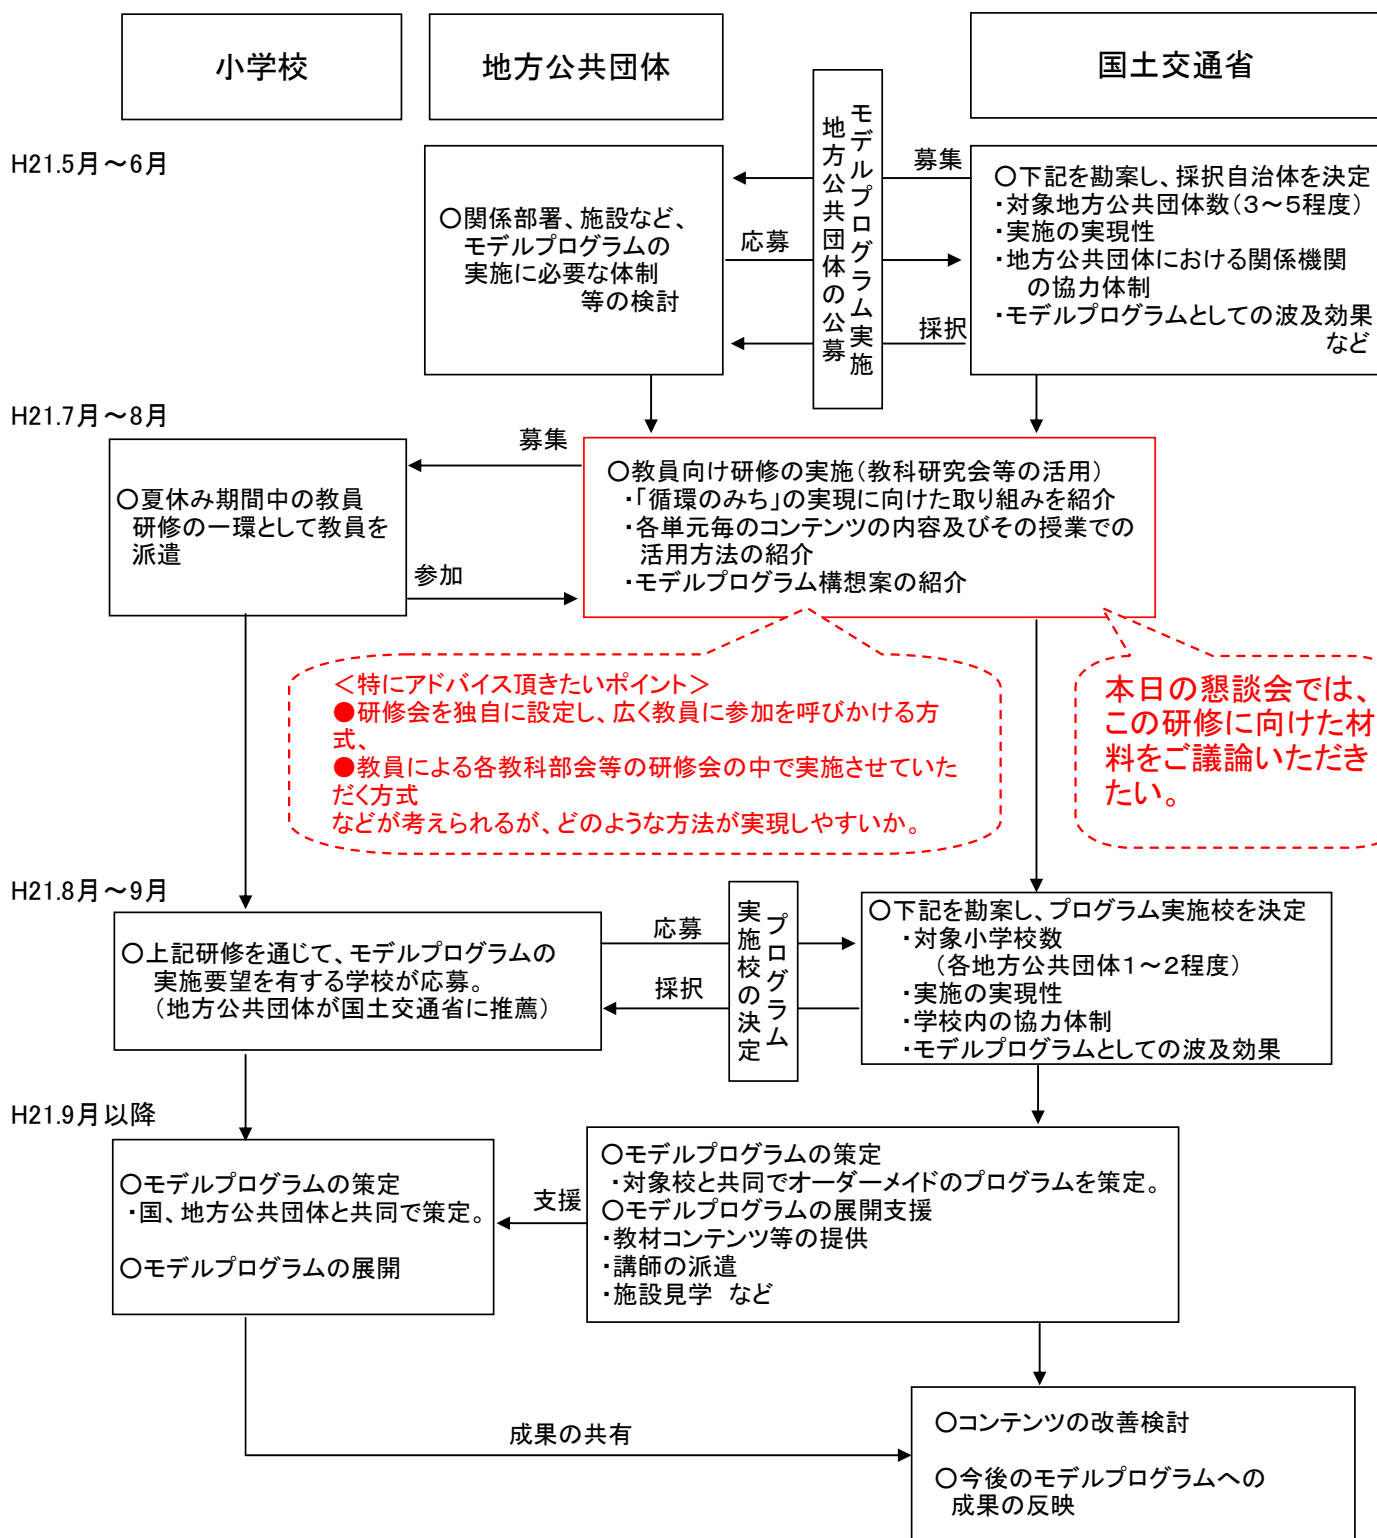 小学校
地方公共団体
国土交通省
モデルプログラム実施
地方公共団体の公募
H21.5月～6月
〇関係部署、施設など、
モデルプログラムの
実施に必要な体制
等の検討
募集
応募
採択
〇下記を勘案し、採択自治体を決定
・対象地方公共団体数（３～５程度）
・実施の実現性
・地方公共団体における関係機関
の協力体制
・モデルプログラムとしての波及効果
など
H21.7月～8月
〇夏休み期間中の教員
研修の一環として教員を
派遣
募集
参加
〇教員向け研修の実施（教科研究会等の活用）
・「循環のみち」の実現に向けた取り組みを紹介
・各単元毎のコンテンツの内容及びその授業での
活用方法の紹介
・モデルプログラム構想案の紹介
＜特にアドバイス頂きたいポイント＞
●研修会を独自に設定し、広く教員に参加を呼びかける方
式、
●教員による各教科部会等の研修会の中で実施させていた
だく方式
などが考えられるが、どのような方法が実現しやすいか。
本日の懇談会では、
この研修に向けた材
料をご議論いただき
たい。
H21.8月～9月
〇上記研修を通じて、モデルプログラムの
実施要望を有する学校が応募。
（地方公共団体が国土交通省に推薦）
応募
採択
プログラム
実施校の決定
〇下記を勘案し、プログラム実施校を決定
・対象小学校数
（各地方公共団体１～２程度）
・実施の実現性
・学校内の協力体制
・モデルプログラムとしての波及効果
H21.9月以降
〇モデルプログラムの策定
・国、地方公共団体と共同で策定。
〇モデルプログラムの展開
支援
〇モデルプログラムの策定
・対象校と共同でオーダーメイドのプログラムを策定。
〇モデルプログラムの展開支援
・教材コンテンツ等の提供
・講師の派遣
・施設見学 など
成果の共有
〇コンテンツの改善検討
〇今後のモデルプログラムへの
成果の反映